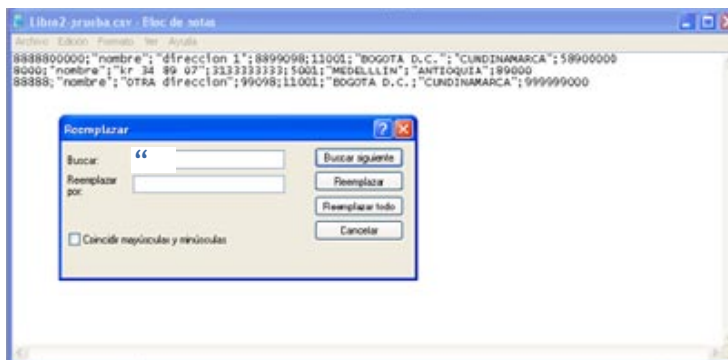 Libro2-prueba.csv - Bloc de notas
Archivo Edición Formato Ver Ayuda
8888800000;"nombre";"direccion 1";8899098;11001;"BOGOTA D.C.";"CUNDINAMARCA";58900000
8000;"nombre";"kr 34 89 07";3133333333;5001;"MEDELLLIN";"ANTIOQUIA";89000
88888;"nombre";"OTRA direccion";99098;11001;"BOGOTA D.C.;"CUNDINAMARCA";999999000
Reemplazar
Buscar:
“
Buscar siguiente
Reemplazar por:
Reemplazar
Reemplazar todo
Cancelar
Coincidir mayúsculas y minúsculas